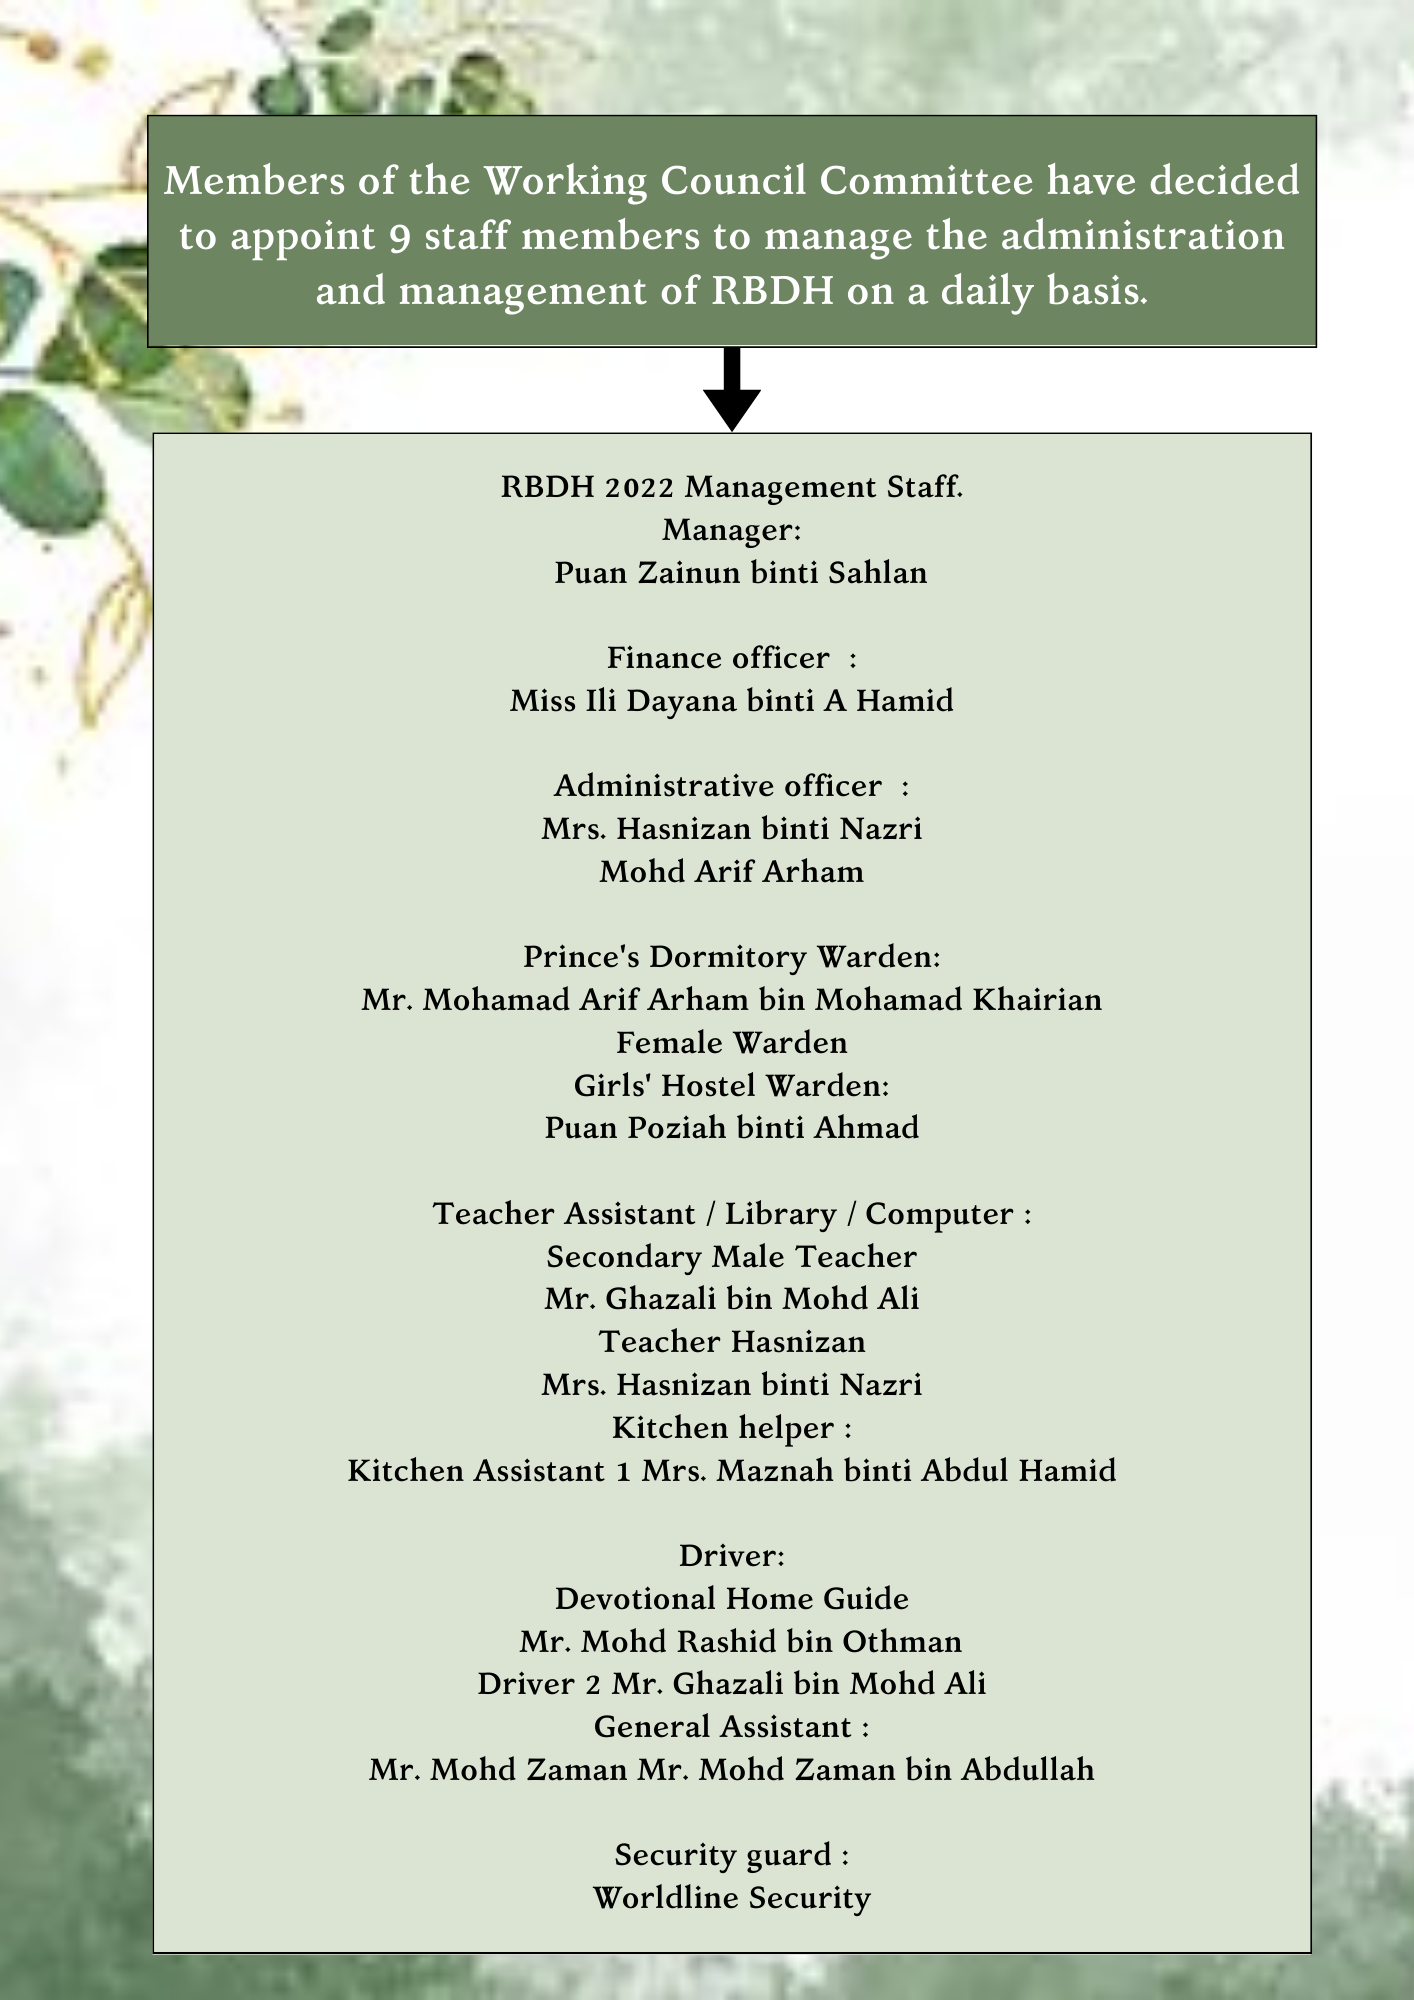 Members of the Working Council Committee have decided
to appoint 9 staff members to manage the administration
and management of RBDH on a daily basis.
RBDH 2022 Management Staff.
Manager:
Puan Zainun binti Sahlan
Finance officer  :
Miss Ili Dayana binti A Hamid
Administrative officer  :
Mrs. Hasnizan binti Nazri
Mohd Arif Arham
Prince's Dormitory Warden:
Mr. Mohamad Arif Arham bin Mohamad Khairian
Female Warden
Girls' Hostel Warden:
Puan Poziah binti Ahmad
Teacher Assistant / Library / Computer :
Secondary Male Teacher
Mr. Ghazali bin Mohd Ali
Teacher Hasnizan
Mrs. Hasnizan binti Nazri
Kitchen helper :
Kitchen Assistant 1 Mrs. Maznah binti Abdul Hamid
Driver:
Devotional Home Guide
Mr. Mohd Rashid bin Othman
Driver 2 Mr. Ghazali bin Mohd Ali
General Assistant :
Mr. Mohd Zaman Mr. Mohd Zaman bin Abdullah
Security guard :
Worldline Security